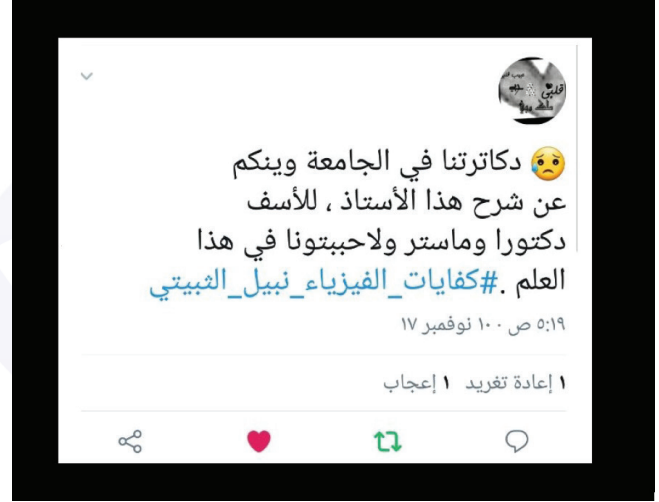 😥 دكاترتنا في الجامعة وينكم
عن شرح هذا الأستاذ ، للأسف
دكتورا وماستر ولاحببتونا في هذا
العلم .#كفايات_الفيزياء_نبيل_الثبيتي
٥:١٩ ص · ١٠ نوفمبر ١٧
١ إعادة تغريد ١ إعجاب